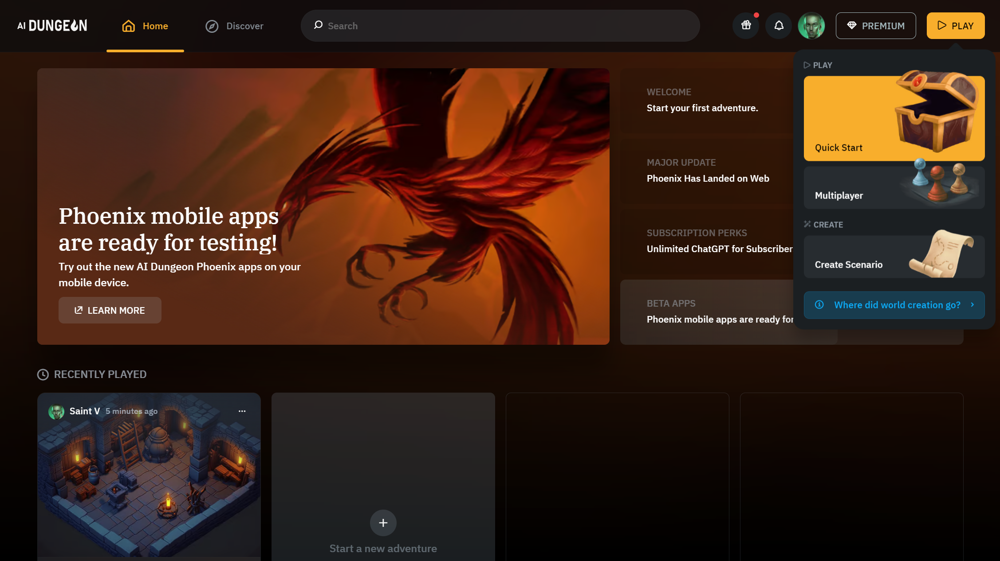 AI DUNGEON
Home
Discover
Search
PREMIUM
PLAY
Phoenix mobile apps
are ready for testing!
Try out the new AI Dungeon Phoenix apps on your
mobile device.
LEARN MORE
WELCOME
Start your first adventure.
MAJOR UPDATE
Phoenix Has Landed on Web
SUBSCRIPTION PERKS
Unlimited ChatGPT for Subscriber
BETA APPS
Phoenix mobile apps are ready for
PLAY
Quick Start
Multiplayer
CREATE
Create Scenario
Where did world creation go?
RECENTLY PLAYED
Saint V 5 minutes ago
Start a new adventure